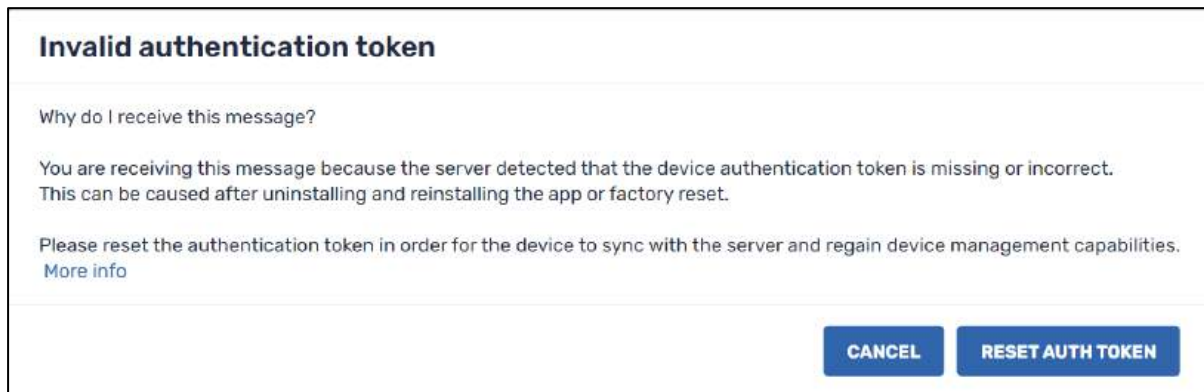 Invalid authentication token
Why do I receive this message?
You are receiving this message because the server detected that the device authentication token is missing or incorrect.
This can be caused after uninstalling and reinstalling the app or factory reset.
Please reset the authentication token in order for the device to sync with the server and regain device management capabilities.
More info
CANCEL RESET AUTH TOKEN